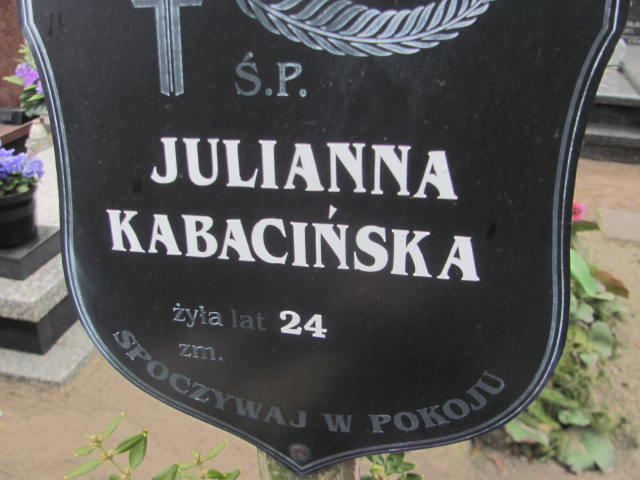 Ś.P.
JULIANNA
KABACIŃSKA
żyła lat 24
zm.
SPOCZYWAJ W POKOJU